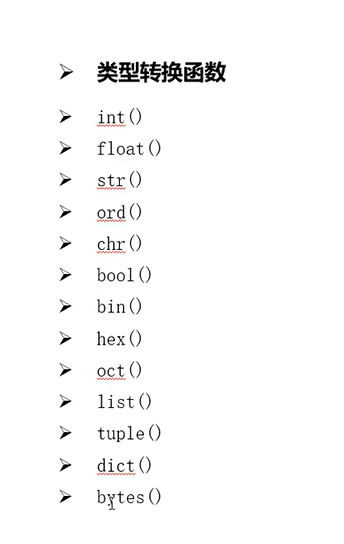 类型转换函数
int()
float()
str()
ord()
chr()
bool()
bin()
hex()
oct()
list()
tuple()
dict()
bytes()